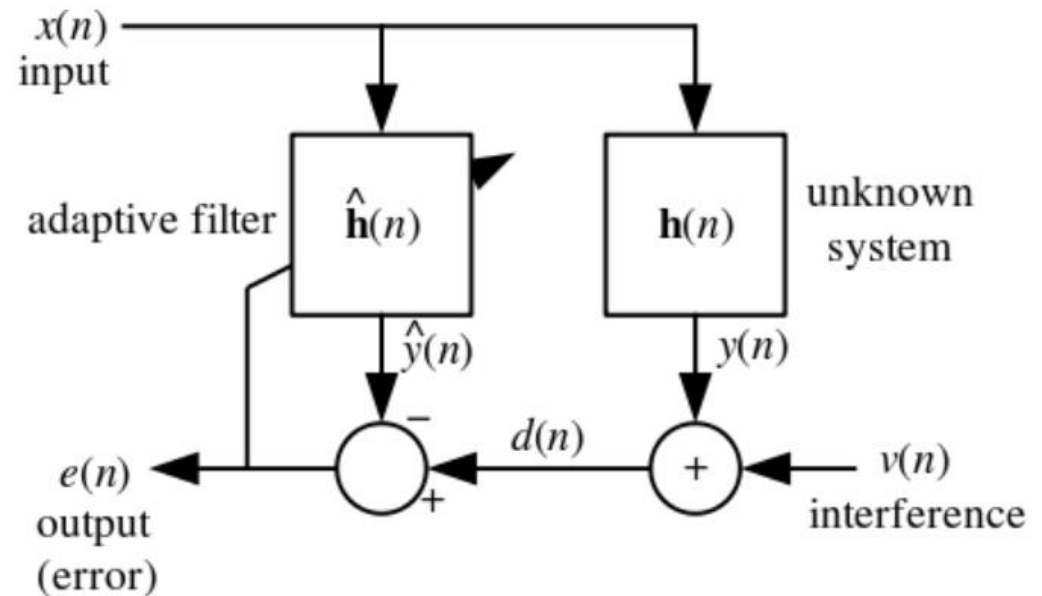 x(n)
input
adaptive filter
ĥ(n)
h(n)
unknown
system
ŷ(n)
y(n)
−
d(n)
+
+
e(n)
output
(error)
v(n)
interference